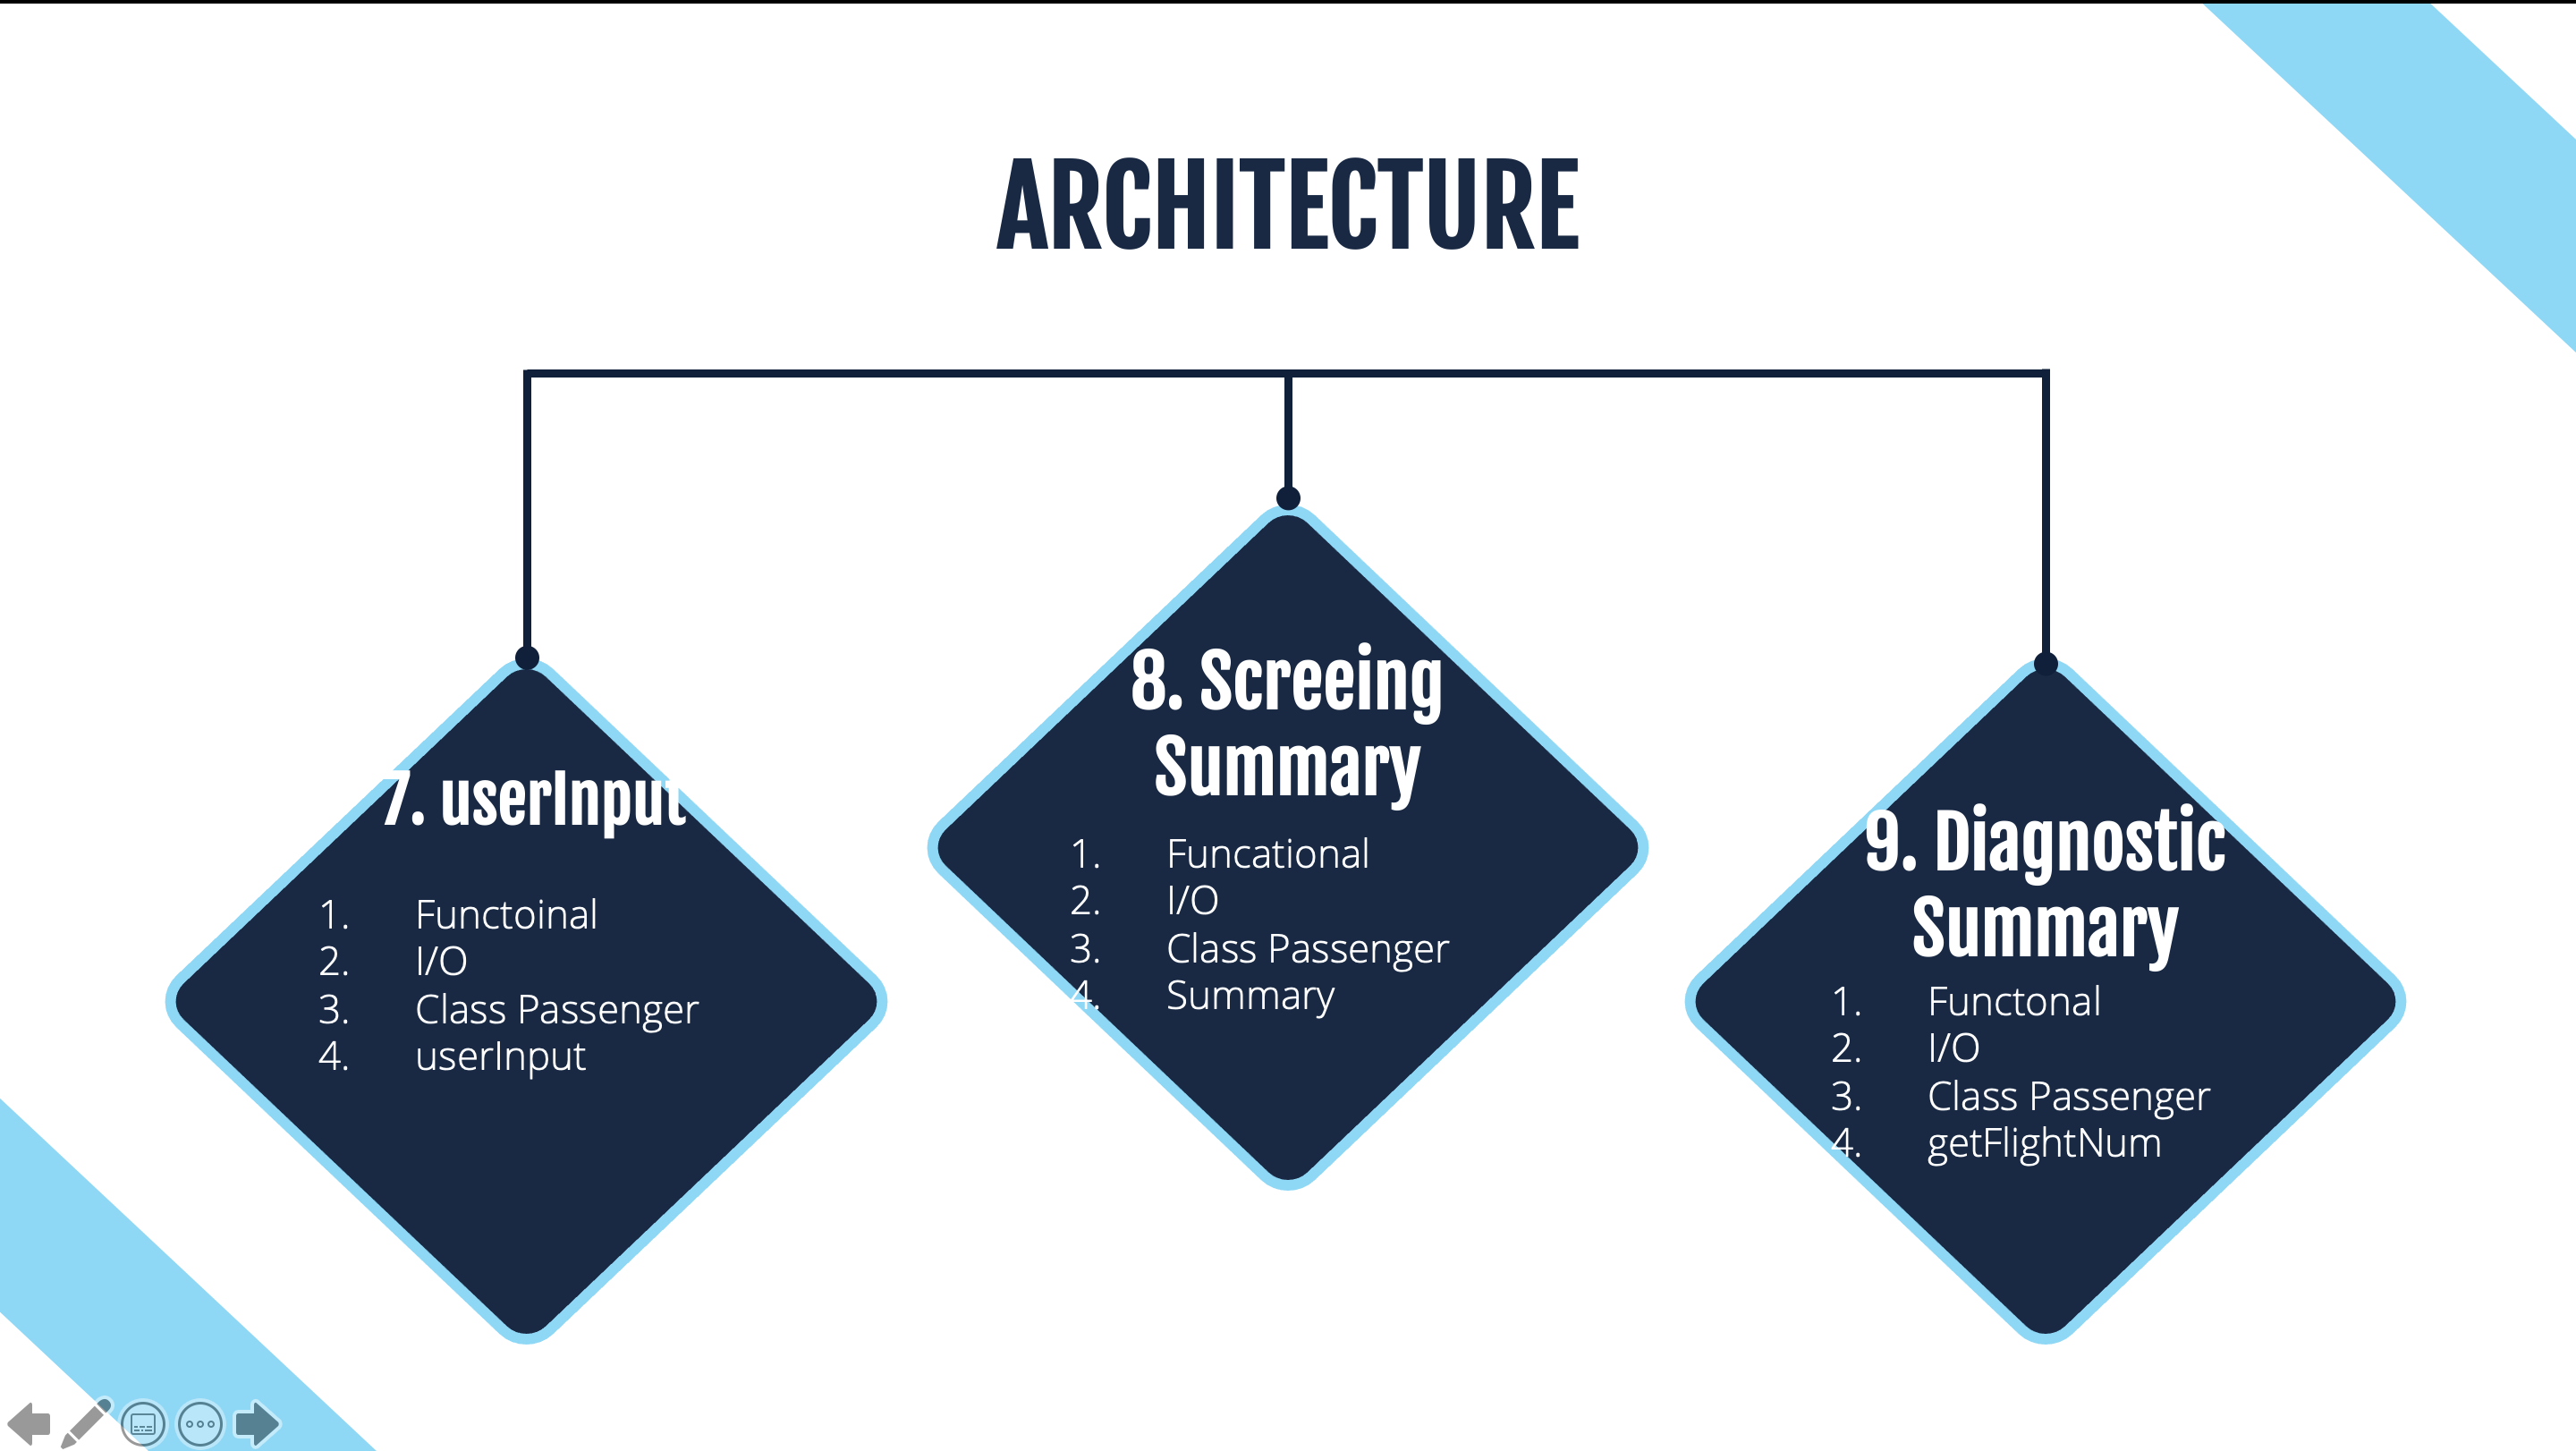 ARCHITECTURE
7. userInput
1. Functoinal
2. I/O
3. Class Passenger
4. userInput
8. Screeing
Summary
1. Funcational
2. I/O
3. Class Passenger
4. Summary
9. Diagnostic
Summary
1. Functonal
2. I/O
3. Class Passenger
4. getFlightNum